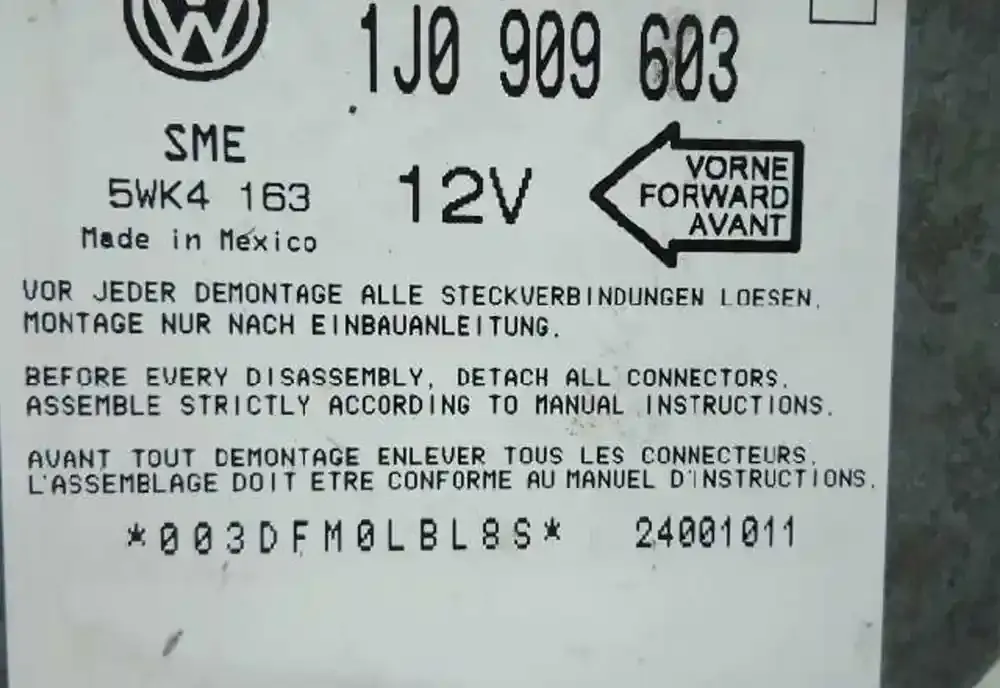 VW
1J0 909 603
SME
5WK4 163
Made in México
12V
VORNE
FORWARD
AVANT
VOR JEDER DEMONTAGE ALLE STECKVERBINDUNGEN LOESEN.
MONTAGE NUR NACH EINBAUANLEITUNG.
BEFORE EVERY DISASSEMBLY, DETACH ALL CONNECTORS.
ASSEMBLE STRICTLY ACCORDING TO MANUAL INSTRUCTIONS.
AVANT TOUT DEMONTAGE ENLEVER TOUS LES CONNECTEURS.
L'ASSEMBLAGE DOIT ETRE CONFORME AU MANUEL D'INSTRUCTIONS.
*003DFM0LBL8S* 24001011